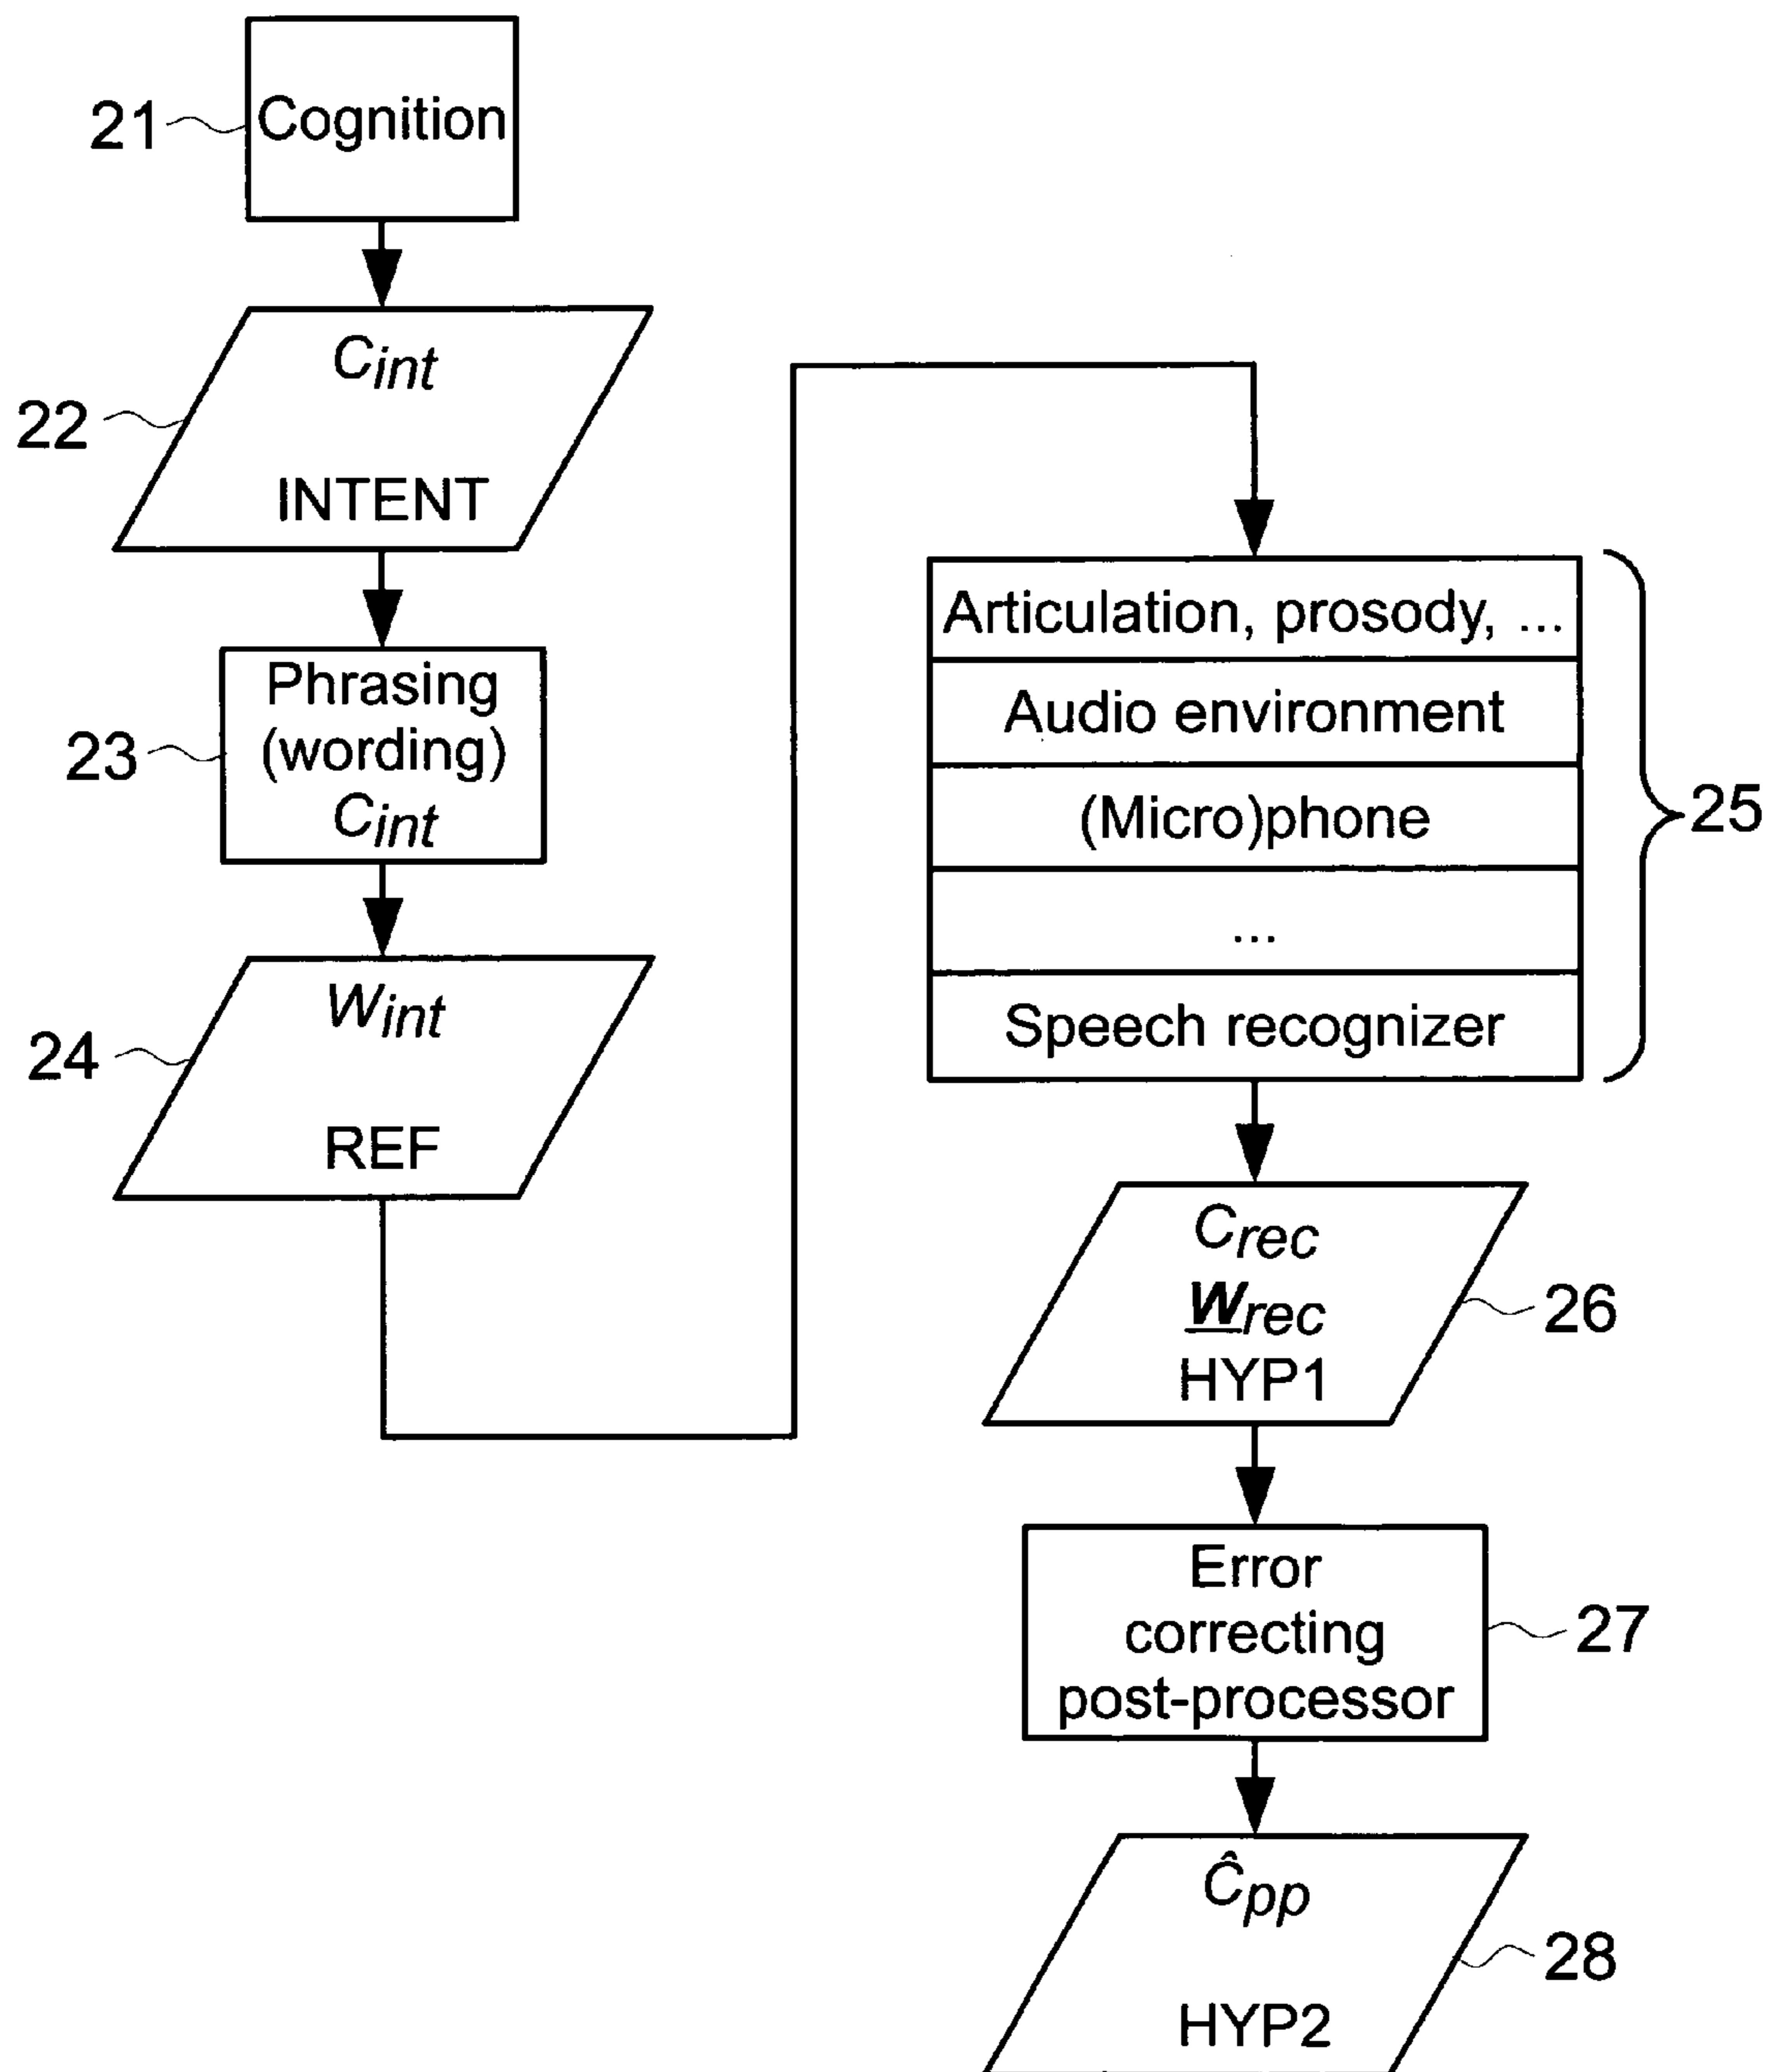 21
Cognition
Cint
22
INTENT
23
Phrasing
(wording)
Cint
24
Wint
REF
Articulation, prosody, ...
Audio environment
(Micro)phone
...
Speech recognizer
25
Crec
Wrec
HYP1
26
Error
correcting
post-processor
27
Ĉpp
HYP2
28